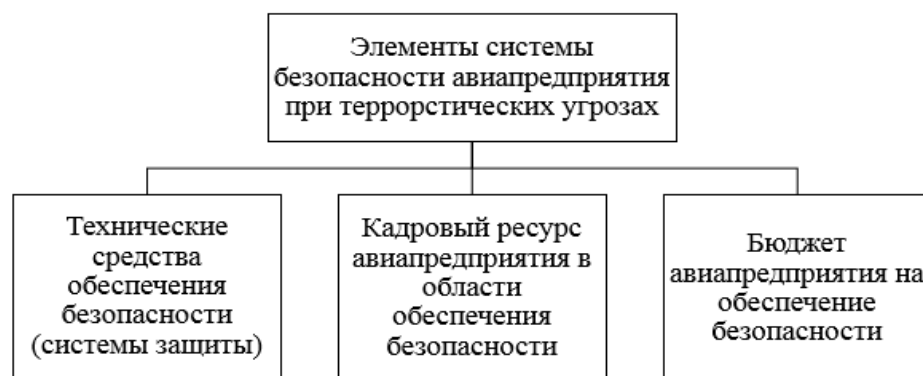 Элементы системы
безопасности авиапредприятия
при террорстических угрозах
Технические
средства
обеспечения
безопасности
(системы защиты)
Кадровый ресурс
авиапредприятия в
области
обеспечения
безопасности
Бюджет
авиапредприятия на
обеспечение
безопасности